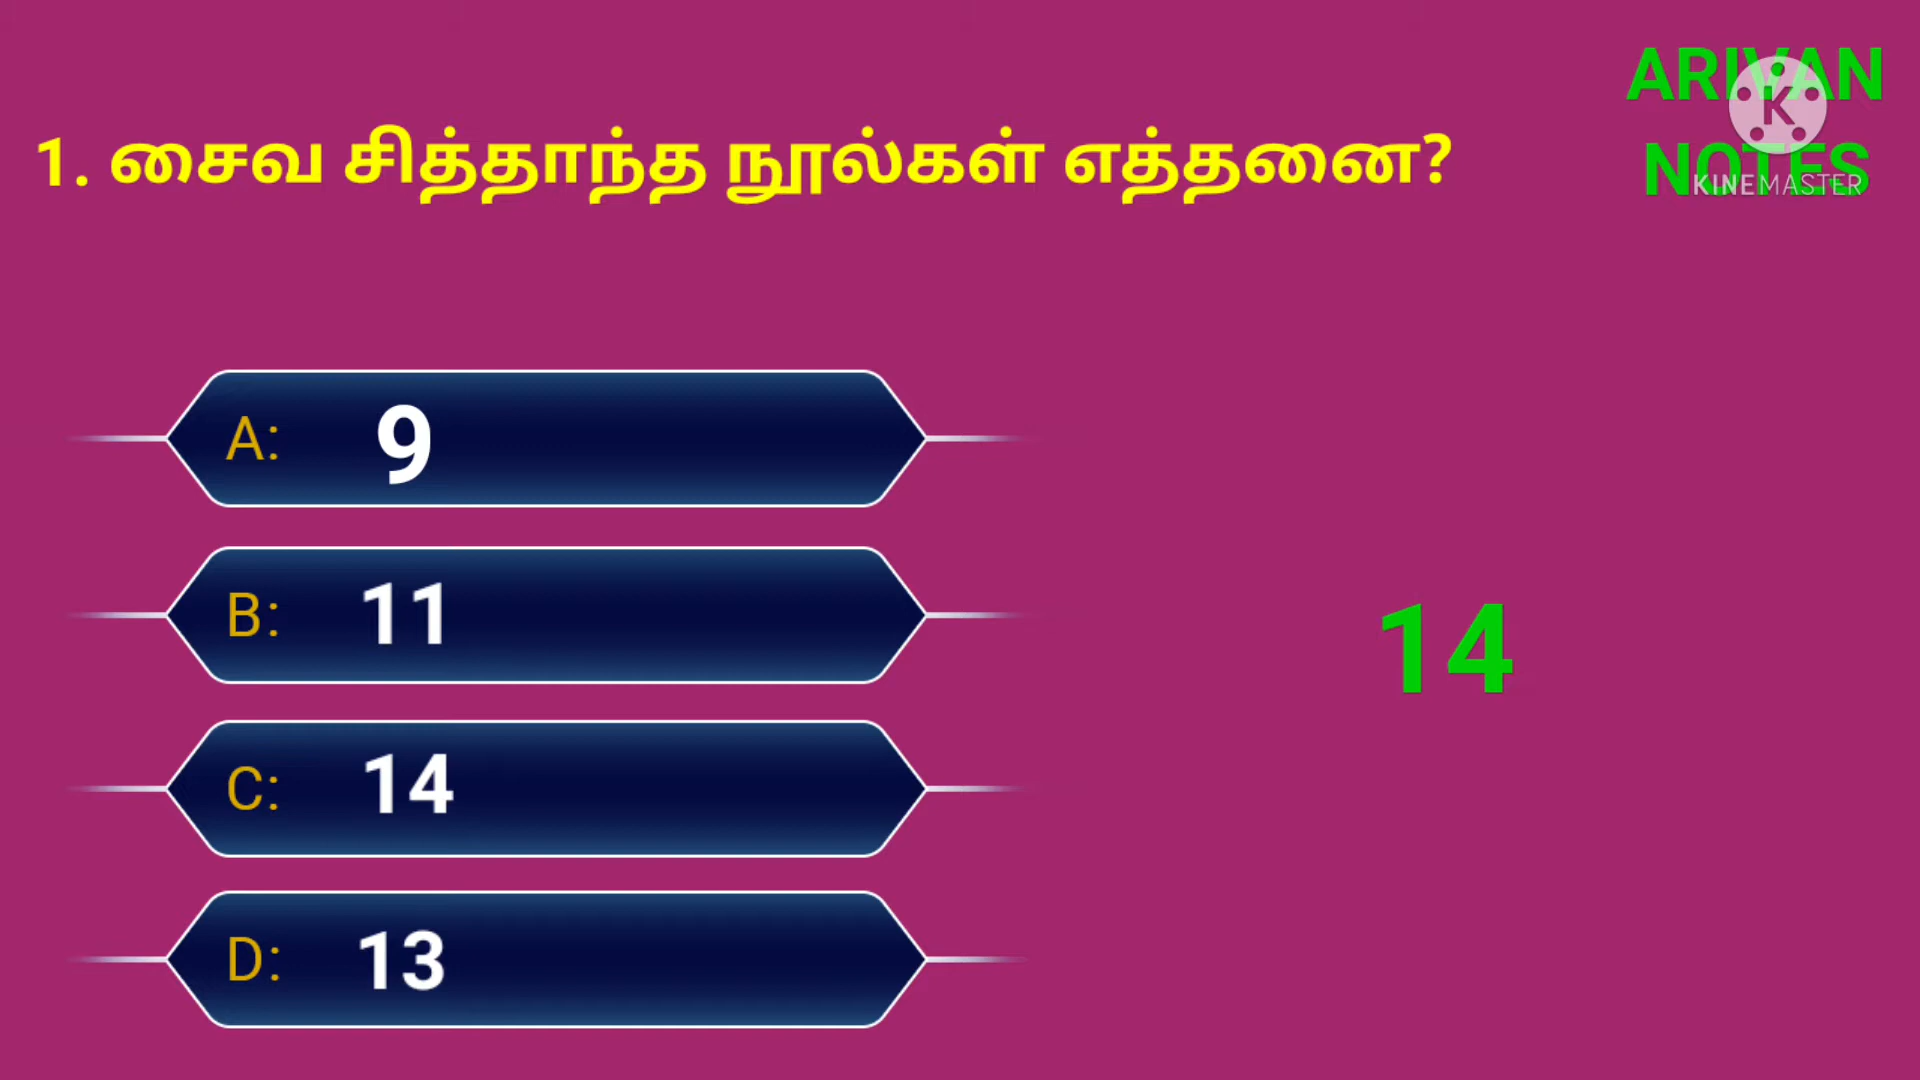 ARIVAN
NOTES
KINEMASTER
1. சைவ சித்தாந்த நூல்கள் எத்தனை?
A: 9
B: 11
C: 14
D: 13
14